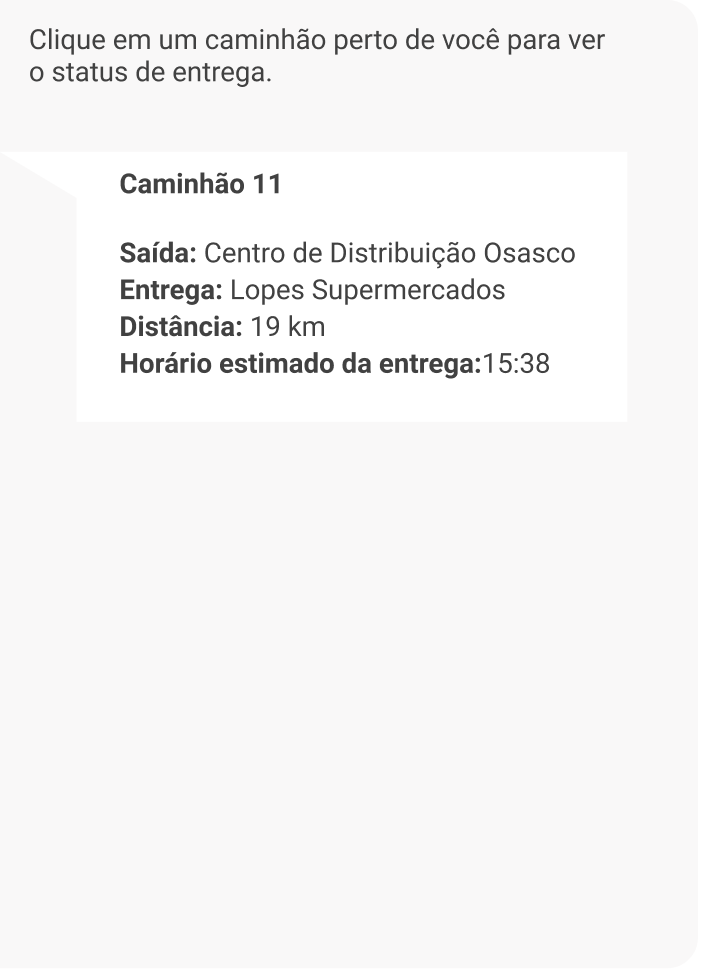 Clique em um caminhão perto de você para ver
o status de entrega.
Caminhão 11
Saída: Centro de Distribuição Osasco
Entrega: Lopes Supermercados
Distância: 19 km
Horário estimado da entrega:15:38